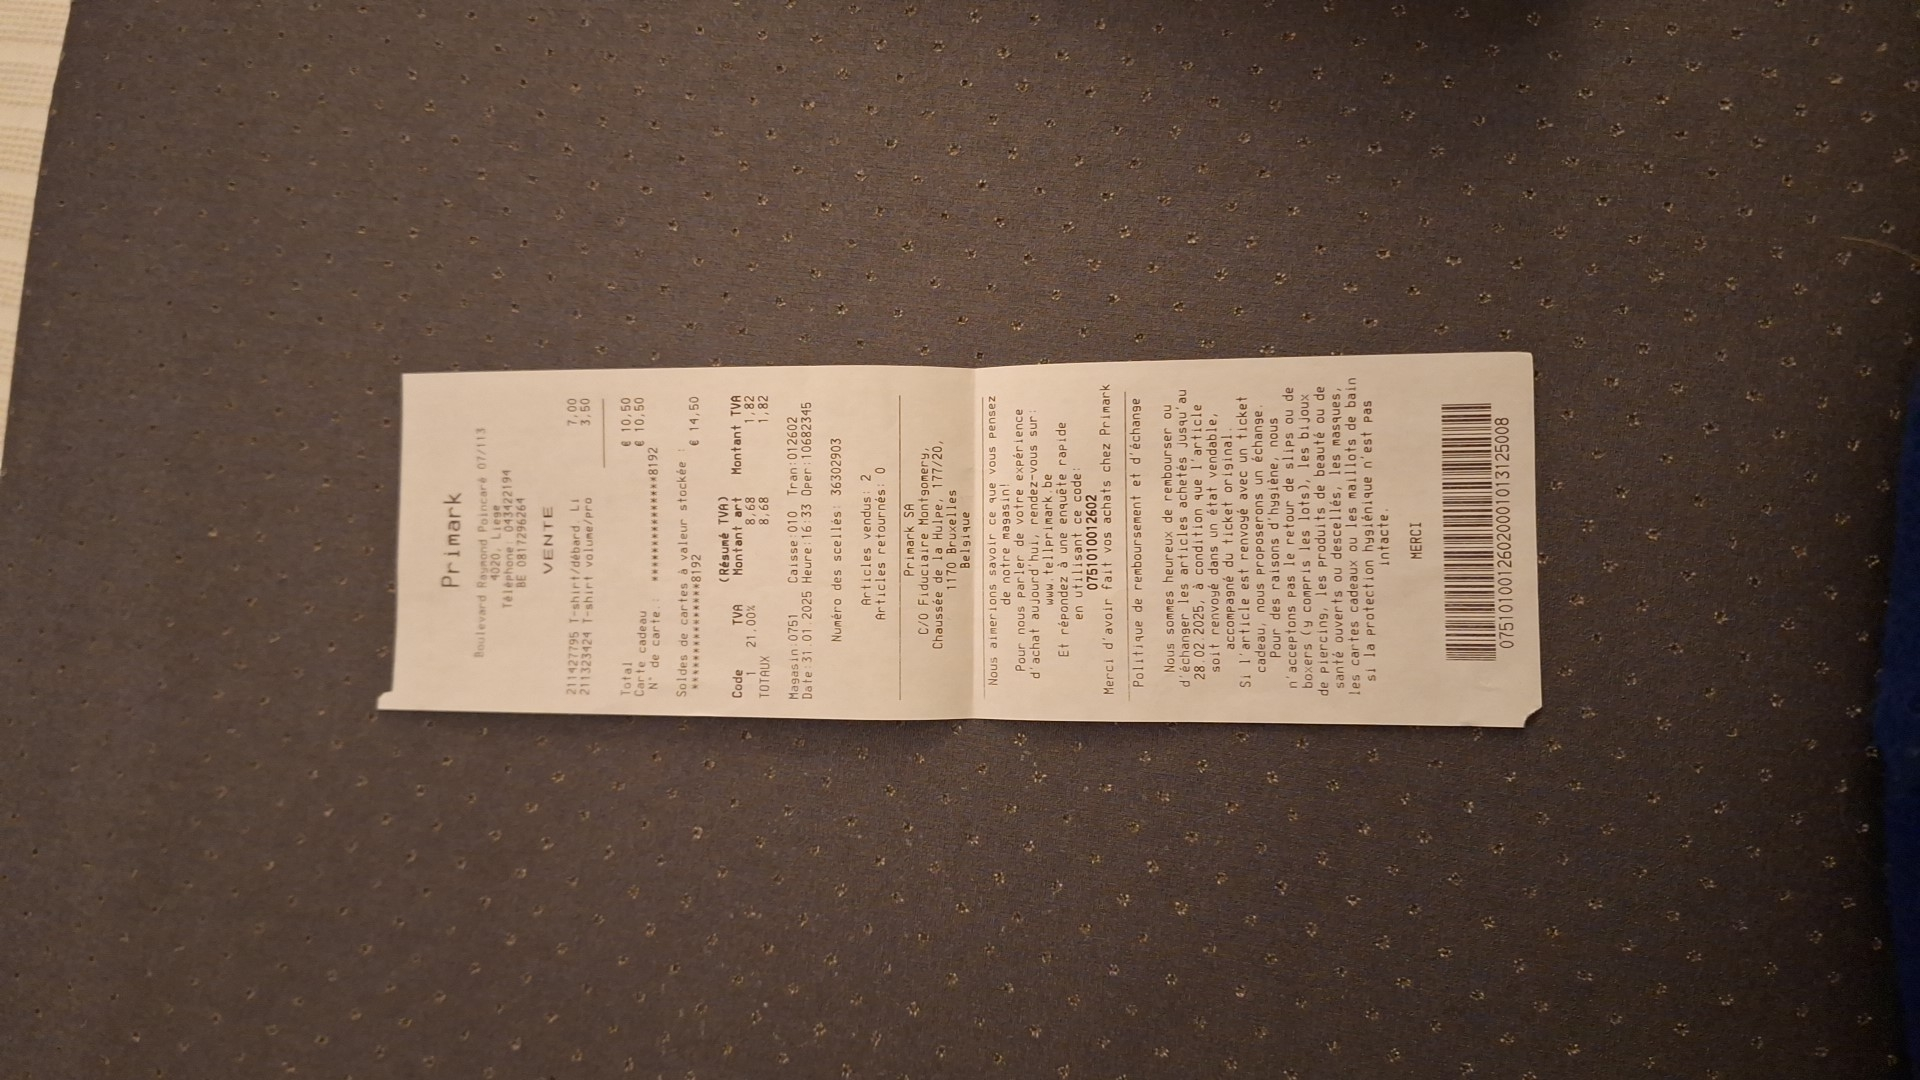 Primark
Boulevard Raymond Poincaré 07/113
4020, Liege
Téléphone: 043422194
BE 0817296264
VENTE
211427795 T-shirt/débard. Li 7,00
211323424 T-shirt volume/pro 3,50
Total € 10,50
Carte cadeau € 10,50
N° de carte.: ***************8192
Soldes de cartes à valeur stockée :
***************8192 € 14,50
(Résumé TVA)
Code TVA Montant art Montant TVA
1 21.00% 8,68 1,82
TOTAUX 8,68 1,82
Magasin:0751 Caisse:010 Tran:012602
Date:31.01.2025 Heure:16:33 Oper:10682345
Numéro des scellés: 36302903
Articles vendus: 2
Articles retournés: 0
Primark SA
C/O Fiduciaire Montgomery,
Chaussée de la Hulpe, 177/20,
1170 Bruxelles
Belgique
Nous aimerions savoir ce que vous pensez
de notre magasin!
Pour nous parler de votre expérience
d'achat aujourd'hui, rendez-vous sur:
www.tellprimark.be
Et répondez à une enquête rapide
en utilisant ce code:
0751010012602
Merci d'avoir fait vos achats chez Primark
Politique de remboursement et d'échange
Nous sommes heureux de rembourser ou
d'échanger les articles achetés jusqu'au
28.02.2025, à condition que l'article
soit renvoyé dans un état vendable,
accompagné du ticket original.
Si l'article est renvoyé avec un ticket
cadeau, nous proposerons un échange.
Pour des raisons d'hygiène, nous
n'acceptons pas le retour de slips ou de
boxers (y compris les lots), les bijoux
de piercing, les produits de beauté ou de
santé ouverts ou descellés, les masques,
les cartes cadeaux ou les maillots de bain
si la protection hygiénique n'est pas
intacte.
MERCI
07510100126020001013125008